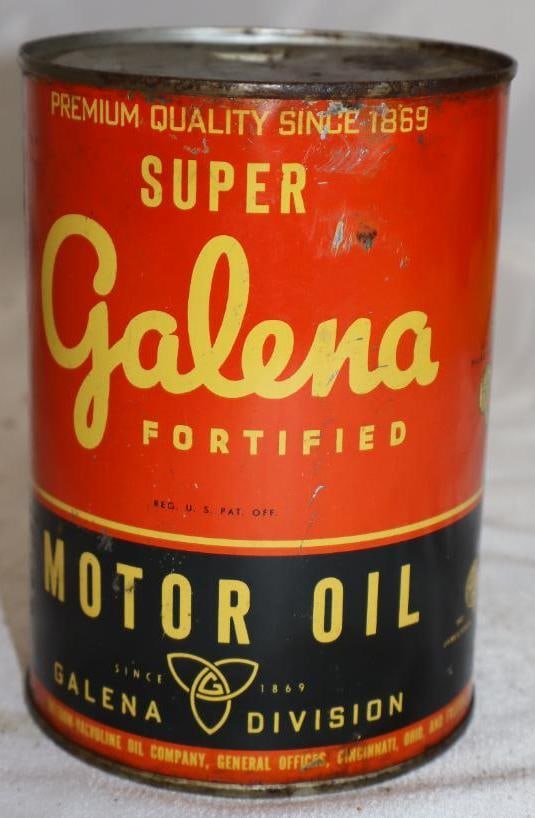 PREMIUM QUALITY SINCE 1869
SUPER
Galena
FORTIFIED
REG. U. S. PAT. OFF.
MOTOR OIL
SINCE G 1869
GALENA DIVISION
VALVOLINE OIL COMPANY, GENERAL OFFICES, CINCINNATI, OHIO, AND